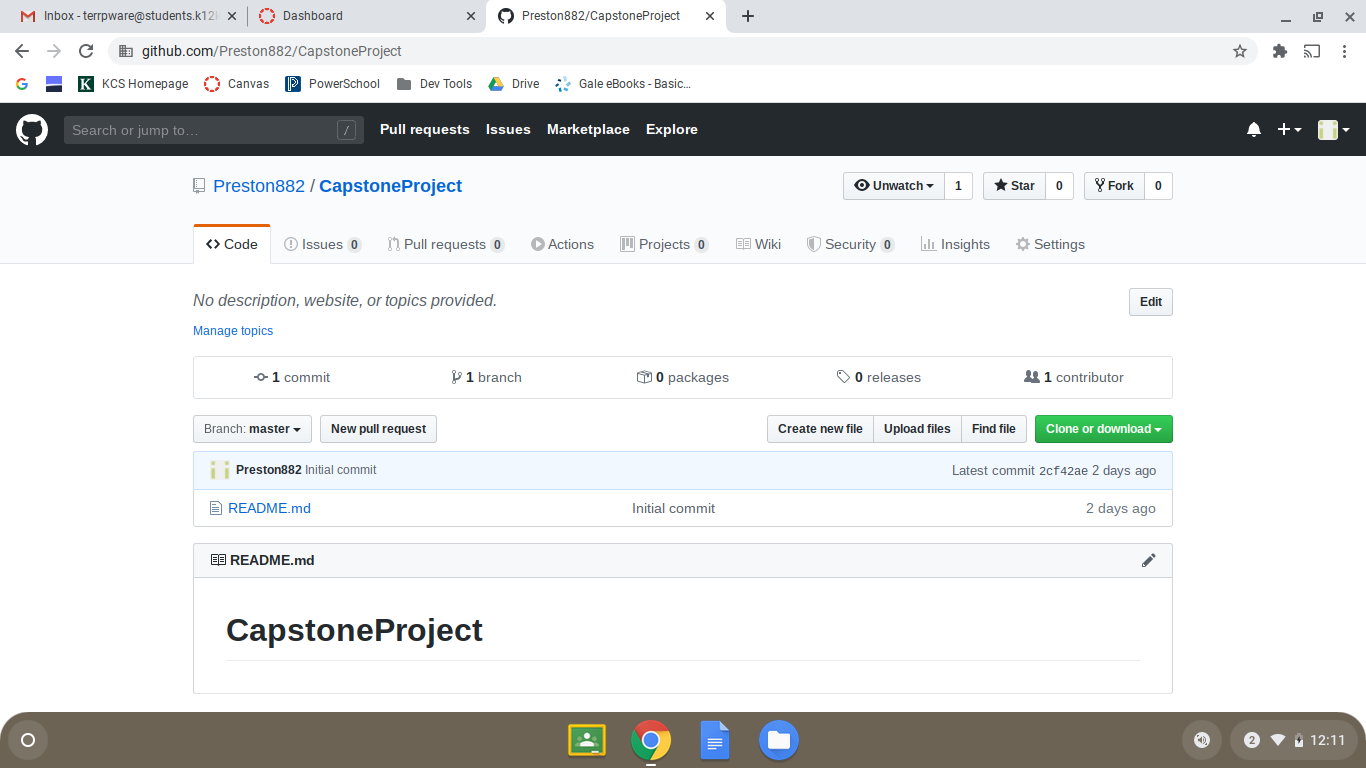 Inbox - terrpware@students.k12
Dashboard
Preston882/CapstoneProject
github.com/Preston882/CapstoneProject
KCS Homepage
Canvas
PowerSchool
Dev Tools
Drive
Gale eBooks - Basic…
Search or jump to…
/
Pull requests
Issues
Marketplace
Explore
Preston882 / CapstoneProject
Unwatch 1
Star 0
Fork 0
Code
Issues 0
Pull requests 0
Actions
Projects 0
Wiki
Security 0
Insights
Settings
No description, website, or topics provided.
Edit
Manage topics
1 commit
1 branch
0 packages
0 releases
1 contributor
Branch: master
New pull request
Create new file
Upload files
Find file
Clone or download
Preston882 Initial commit
Latest commit 2cf42ae 2 days ago
README.md
Initial commit
2 days ago
README.md
CapstoneProject
2
12:11